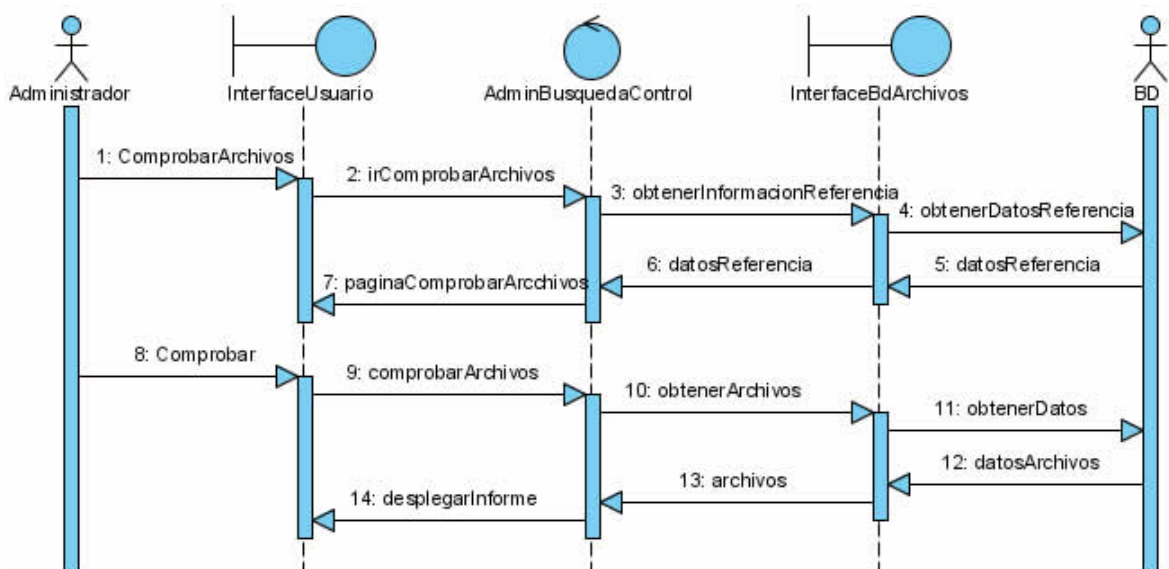 Administrador
InterfaceUsuario
AdminBusquedaControl
InterfaceBdArchivos
BD
1: ComprobarArchivos
2: irComprobarArchivos
3: obtenerInformacionReferencia
4: obtenerDatosReferencia
5: datosReferencia
6: datosReferencia
7: paginaComprobarArcchivos
8: Comprobar
9: comprobarArchivos
10: obtenerArchivos
11: obtenerDatos
12: datosArchivos
13: archivos
14: desplegarInforme